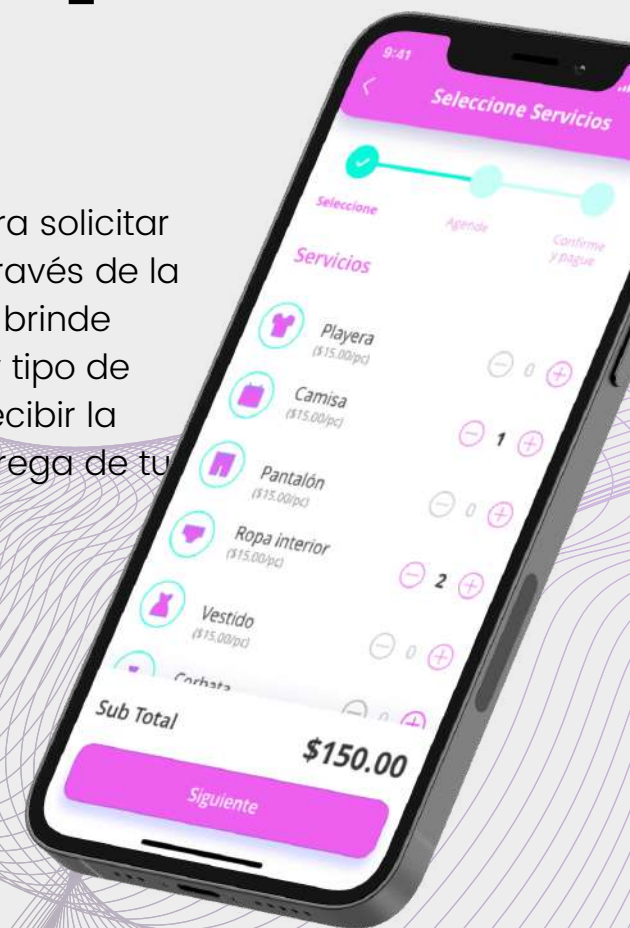 ra solicitar
ravés de la
brinde
tipo de
ecibir la
rega de tu
9:41
Seleccione Servicios
Seleccione
Agende
Confirme
y pague
Servicios
Playera
($15.00/pc)
0
Camisa
($15.00/pc)
1
Pantalón
($15.00/pc)
0
Ropa interior
($15.00/pc)
2
Vestido
($15.00/pc)
0
Corbata
0
Sub Total
$150.00
Siguiente